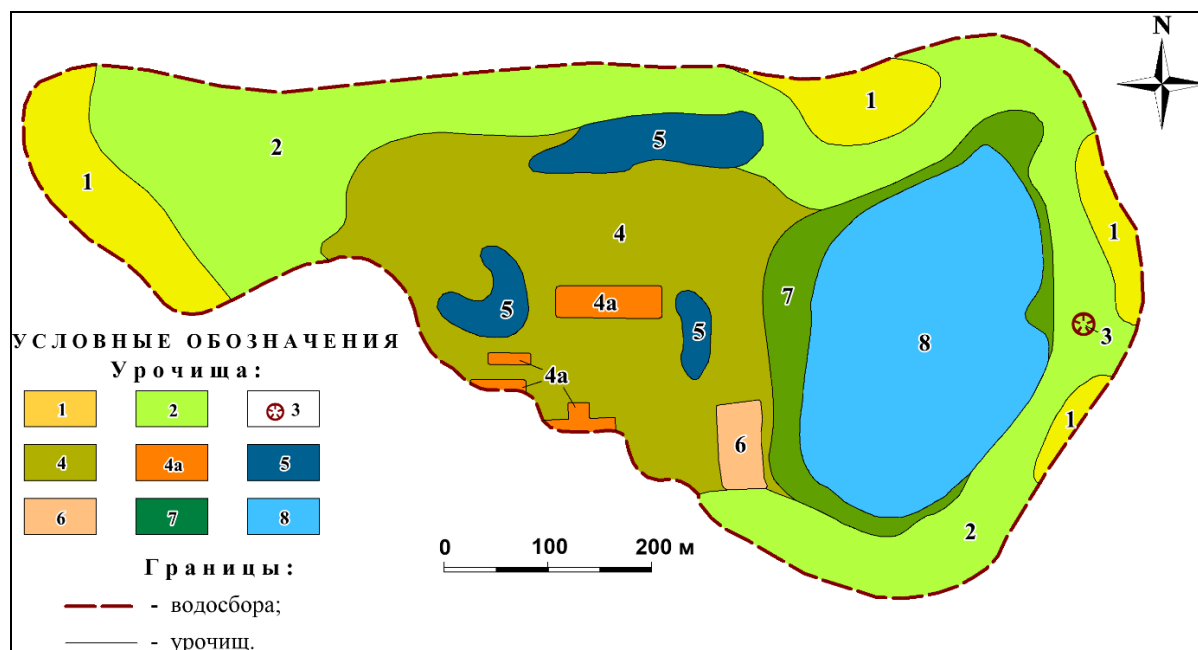 N
1
1
2
5
1
4
1
7
4а
5
5
8
3
УСЛОВНЫЕ ОБОЗНАЧЕНИЯ
Урочища:
4а
1
1 2 3
6
4 4а 5
6 7 8
2
0 100 200 м
Границы:
- водосбора;
- урочищ.